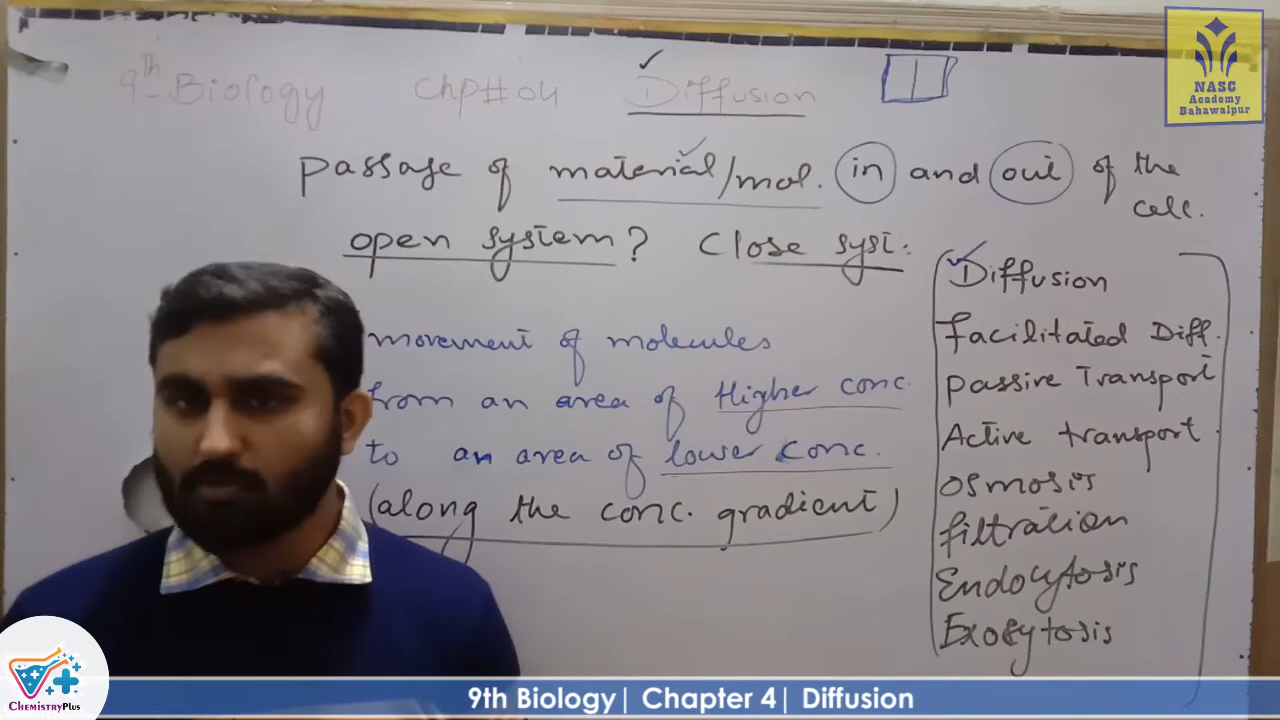 9th Biology Chp#04 Diffusion
NASC
Academy
Bahawalpur
Passage of material/mol. in and out of the
cell.
open system? Close syst:
movement of molecules
from an area of Higher conc.
to an area of lower conc.
(along the conc. gradient)
Diffusion
facilitated Diff.
passive Transport
Active transport
osmosis
filtration
Endocytosis
Exocytosis
ChemistryPlus
9th Biology| Chapter 4| Diffusion